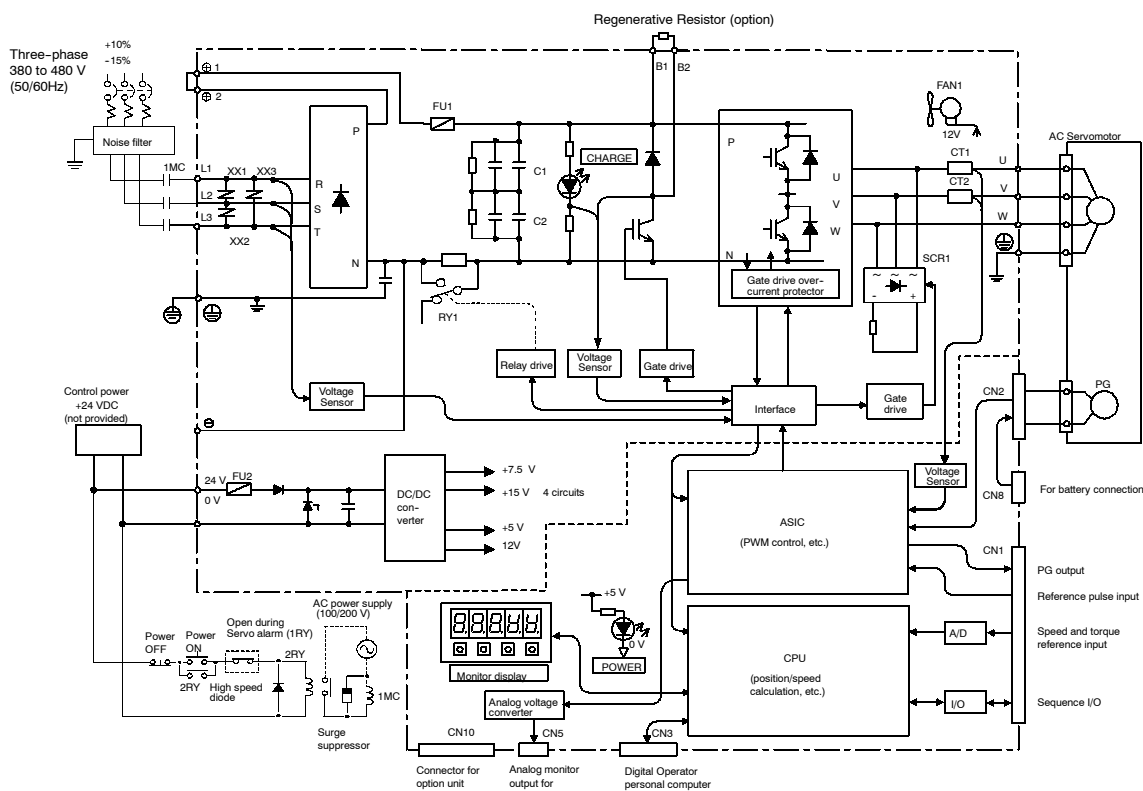 Regenerative Resistor (option)
Three-phase
380 to 480 V
(50/60Hz)
+10%
-15%
Noise filter
1MC
L1
L2
L3
XX1
XX3
XX2
1
2
P
R
S
T
N
FU1
C1
C2
CHARGE
B1
B2
P
U
V
W
N
Gate drive over-
current protector
FAN1
12V
CT1
CT2
U
V
W
AC Servomotor
SCR1
RY1
Relay drive
Voltage
Sensor
Gate drive
Voltage
Sensor
Interface
Gate
drive
CN2
PG
Control power
+24 VDC
(not provided)
24 V
0 V
FU2
DC/DC
con-
verter
+7.5 V
+15 V
4 circuits
+5 V
12V
Voltage
Sensor
CN8
For battery connection
ASIC
(PWM control, etc.)
CN1
PG output
Reference pulse input
Speed and torque
reference input
A/D
CPU
(position/speed
calculation, etc.)
I/O
Sequence I/O
+5 V
0 V
POWER
Monitor display
Analog voltage
converter
AC power supply
(100/200 V)
Open during
Servo alarm (1RY)
Power
OFF
Power
ON
2RY
2RY
High speed
diode
1MC
Surge
suppressor
CN10
CN5
CN3
Connector for
option unit
Analog monitor
output for
Digital Operator
personal computer